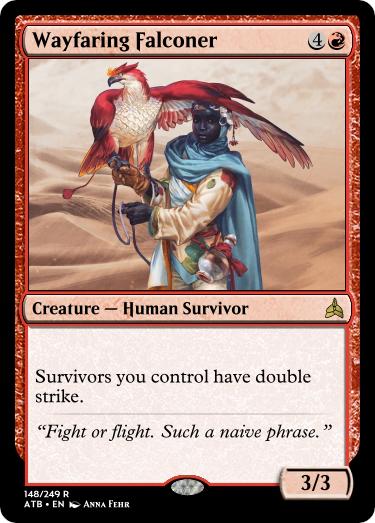 Wayfaring Falconer 4
Creature — Human Survivor
Survivors you control have double
strike.
“Fight or flight. Such a naive phrase.”
3/3
148/249 R
ATB • EN Anna Fehr